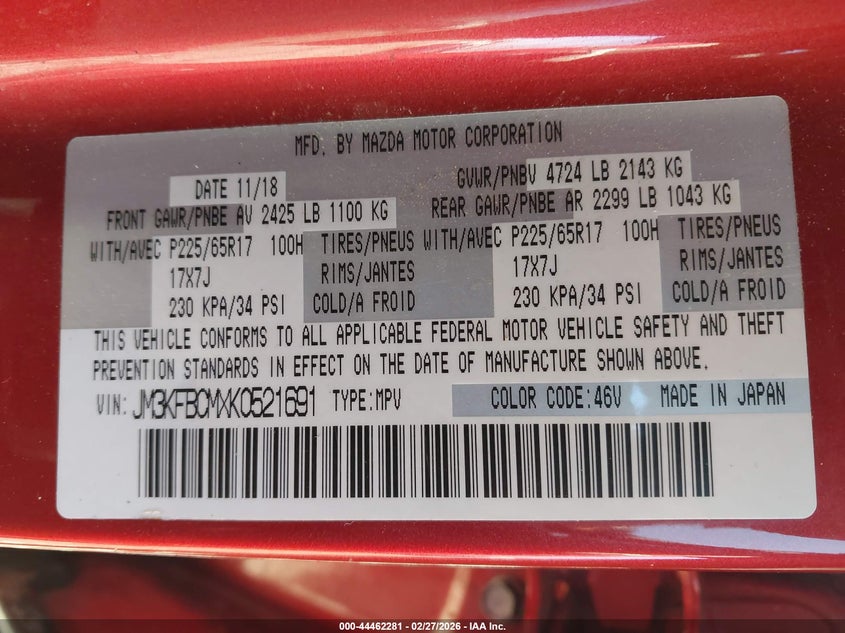 MFD. BY MAZDA MOTOR CORPORATION
DATE 11/18 GVWR/PNBV 4724 LB 2143 KG
FRONT GAWR/PNBE AV 2425 LB 1100 KG REAR GAWR/PNBE AR 2299 LB 1043 KG
WITH/AVEC P225/65R17 100H TIRES/PNEUS WITH/AVEC P225/65R17 100H TIRES/PNEUS
17X7J RIMS/JANTES 17X7J RIMS/JANTES
230 KPA/34 PSI COLD/A FROID 230 KPA/34 PSI COLD/A FROID
THIS VEHICLE CONFORMS TO ALL APPLICABLE FEDERAL MOTOR VEHICLE SAFETY AND THEFT
PREVENTION STANDARDS IN EFFECT ON THE DATE OF MANUFACTURE SHOWN ABOVE.
VIN: JM3KFBCMXK0521691 TYPE:MPV COLOR CODE:46V MADE IN JAPAN
000-44462281 - 02/27/2026 - IAA Inc.